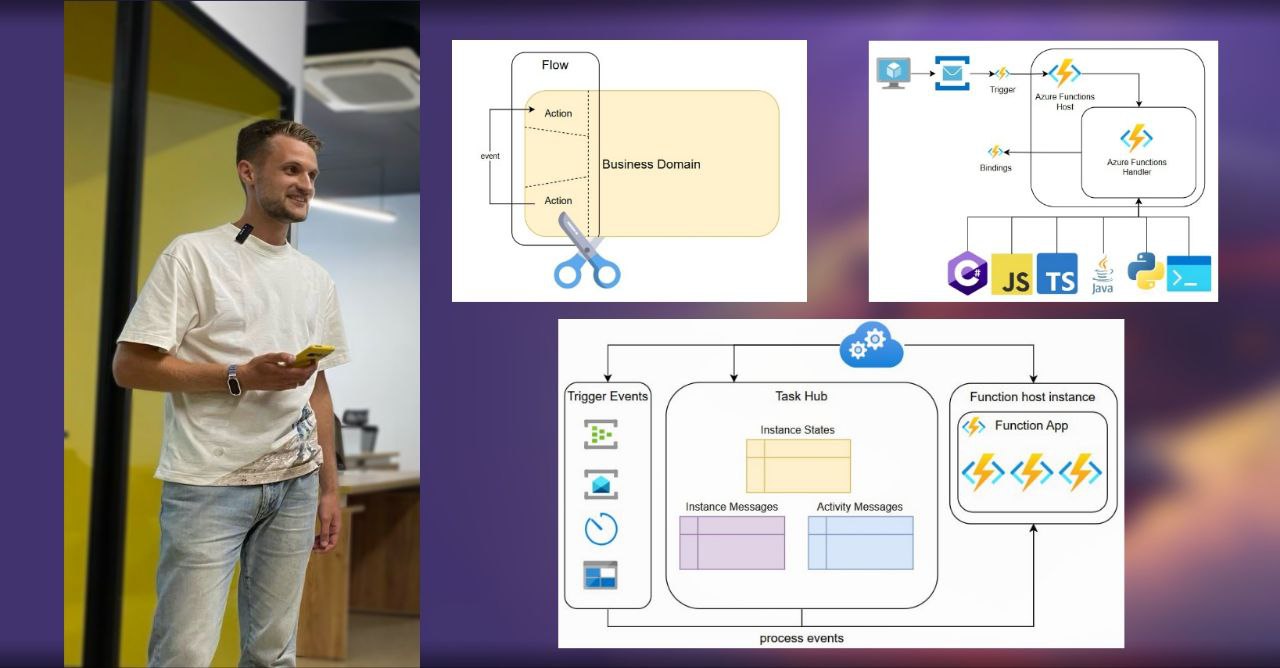 Flow
Action
event
Business Domain
Action
Trigger
Azure Functions
Host
Azure Functions
Handler
Bindings
C#
JS
TS
Java
Trigger Events
Task Hub
Instance States
Instance Messages
Activity Messages
Function host instance
Function App
process events